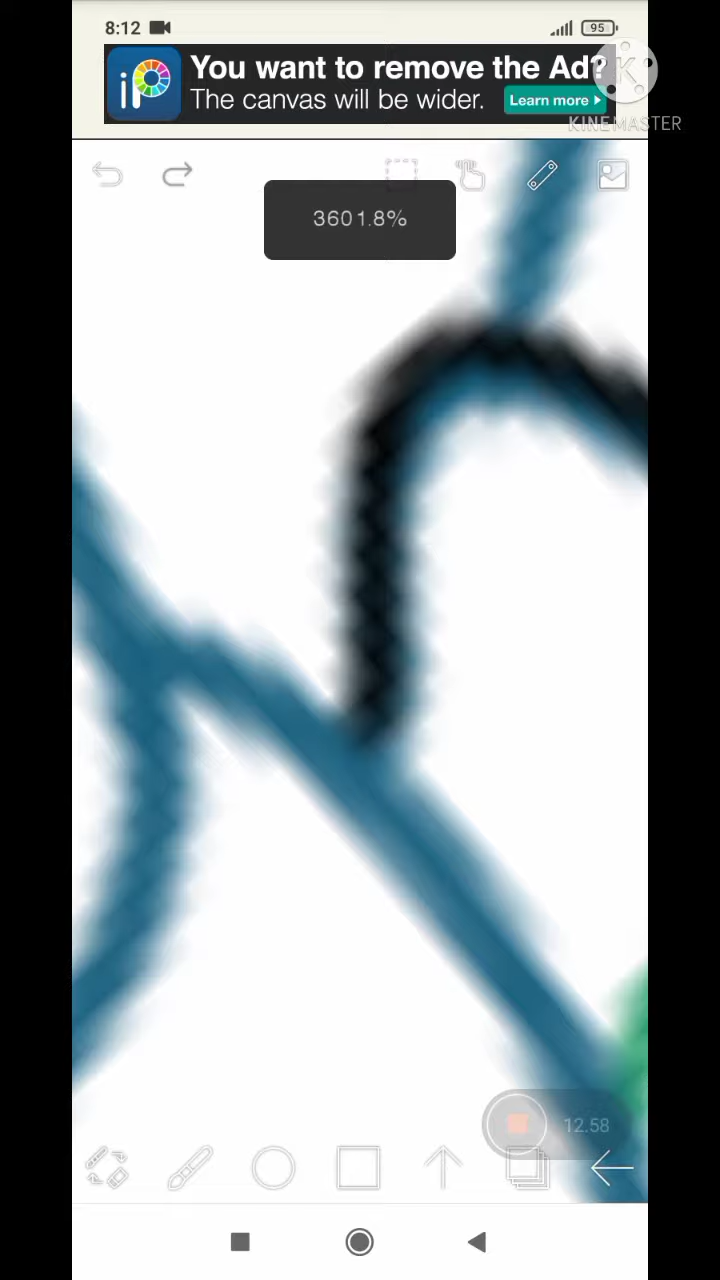 8:12
95
iP
You want to remove the Ad?
The canvas will be wider.
Learn more
K
KINEMASTER
3601.8%
12.58